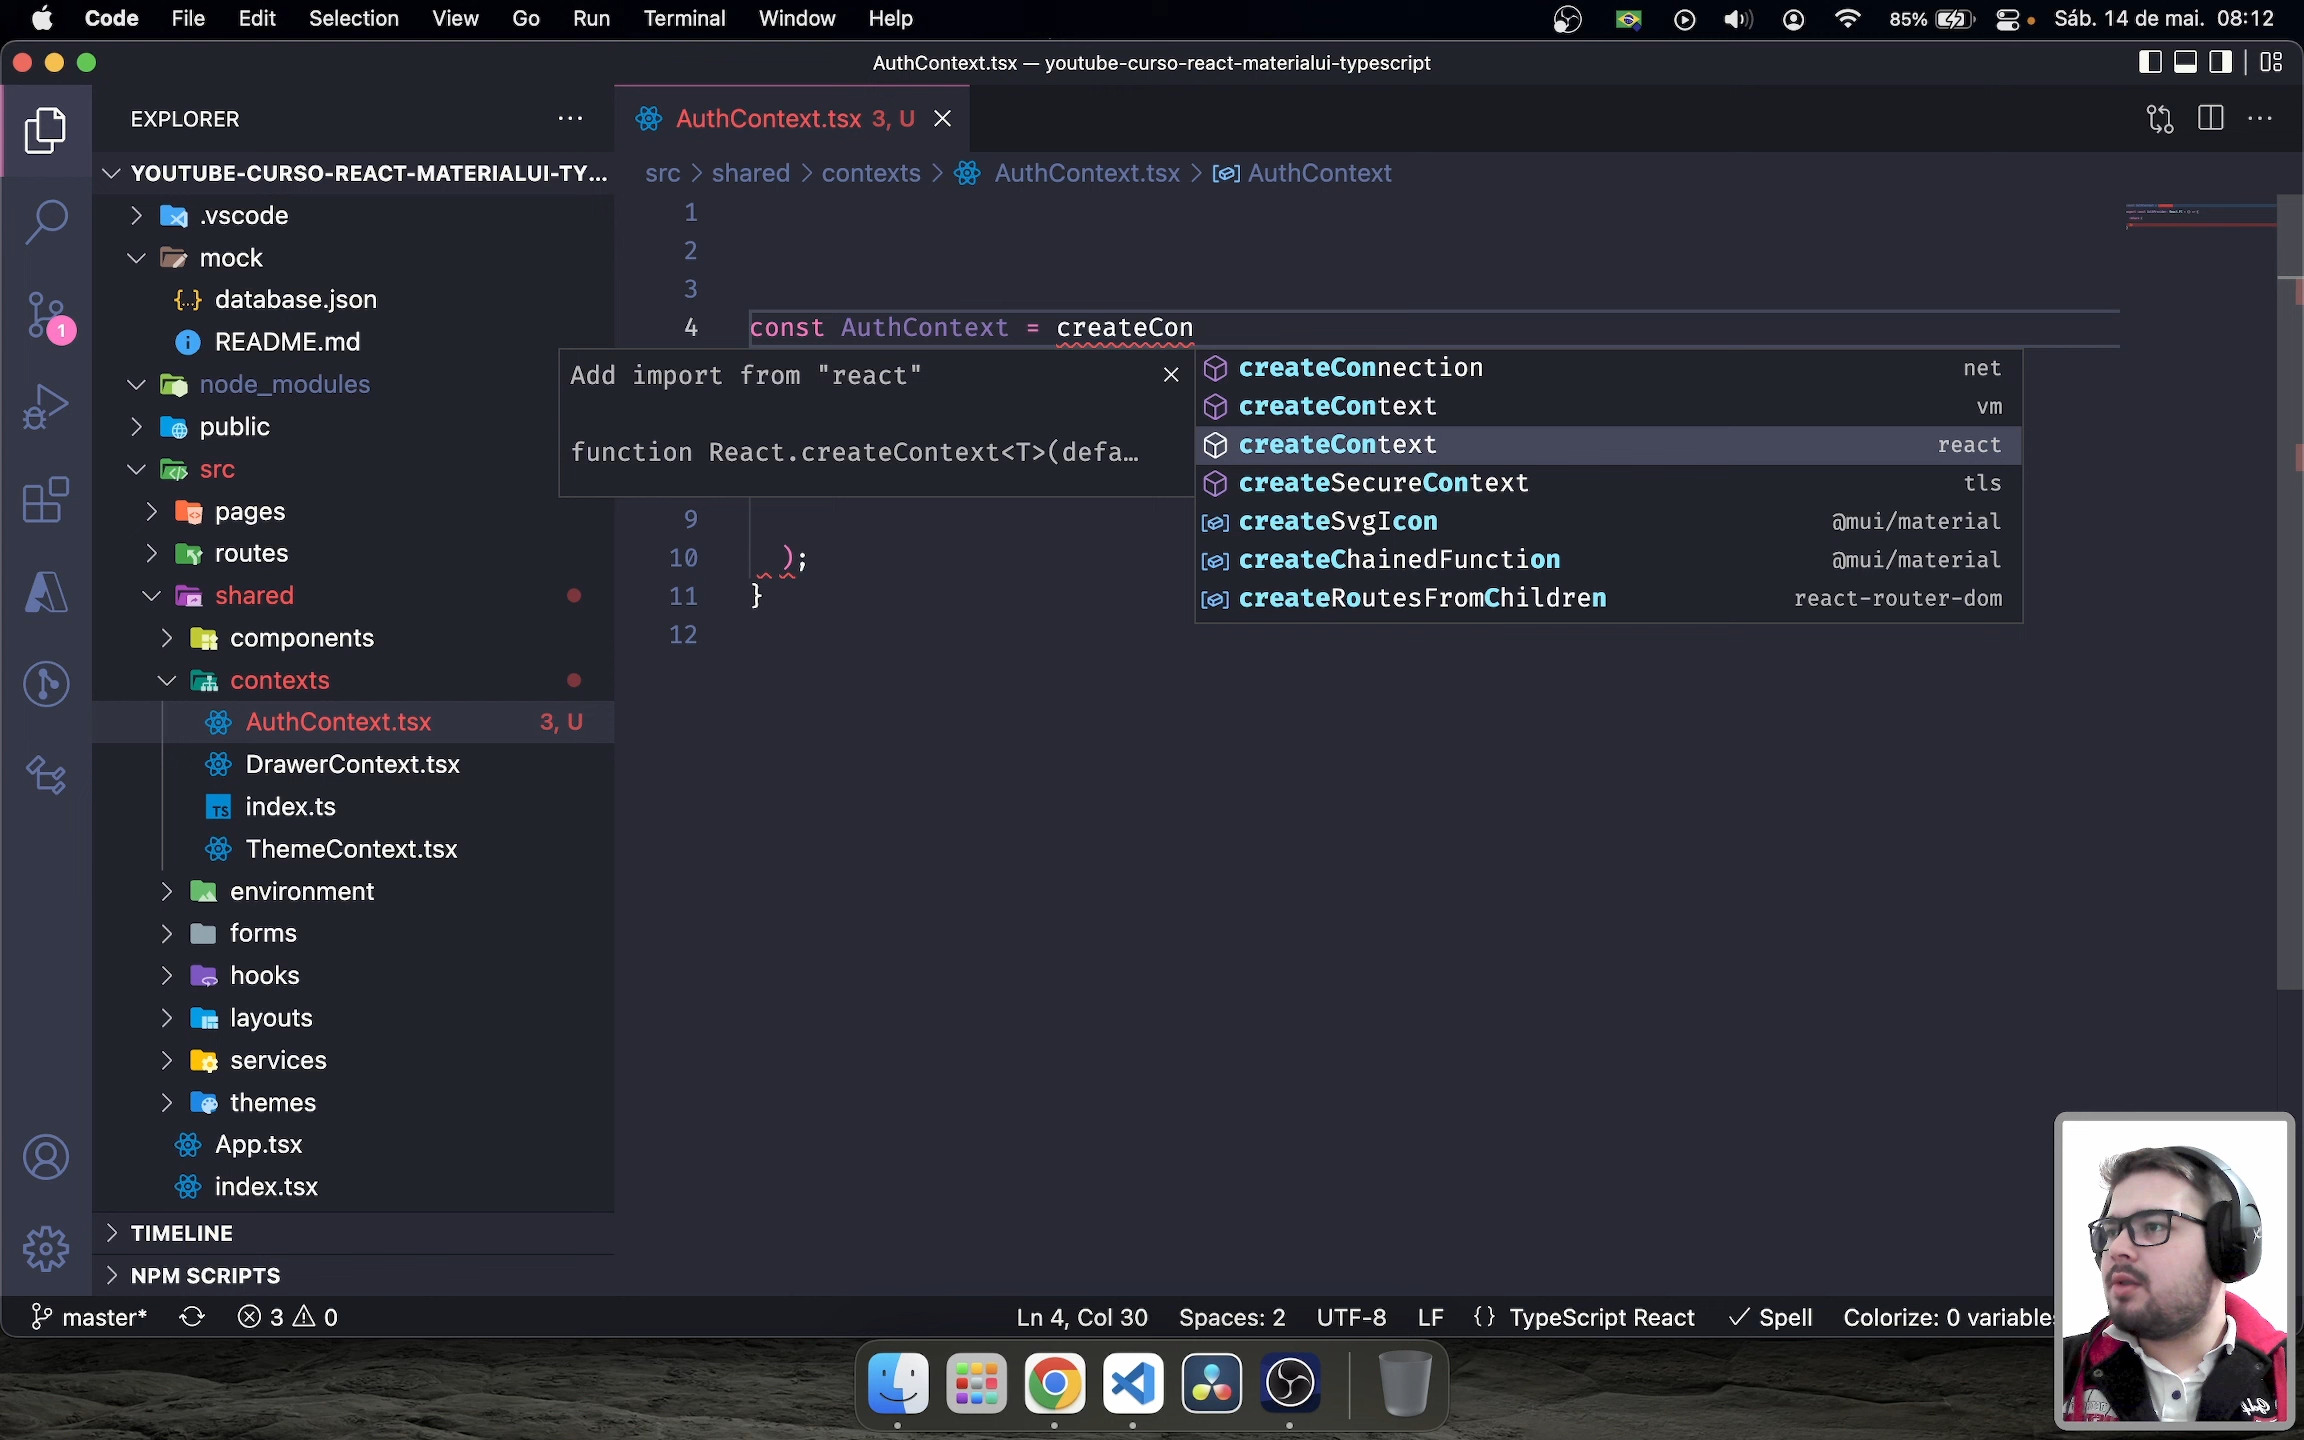 Code File Edit Selection View Go Run Terminal Window Help 85% Sáb. 14 de mai. 08:12
AuthContext.tsx — youtube-curso-react-materialui-typescript
EXPLORER
AuthContext.tsx 3, U
YOUTUBE-CURSO-REACT-MATERIALUI-TY...
src > shared > contexts > AuthContext.tsx > AuthContext
.vscode
mock
database.json
README.md
node_modules
public
src
pages
routes
shared
components
contexts
AuthContext.tsx 3, U
DrawerContext.tsx
index.ts
ThemeContext.tsx
environment
forms
hooks
layouts
services
themes
App.tsx
index.tsx
TIMELINE
NPM SCRIPTS
1
1
2
3
4 const AuthContext = createCon
Add import from "react"
function React.createContext<T>(defa…
createConnection net
createContext vm
createContext react
createSecureContext tls
createSvgIcon @mui/material
createChainedFunction @mui/material
createRoutesFromChildren react-router-dom
9
10 );
11 }
12
master* 3 0 Ln 4, Col 30 Spaces: 2 UTF-8 LF {} TypeScript React Spell Colorize: 0 variables